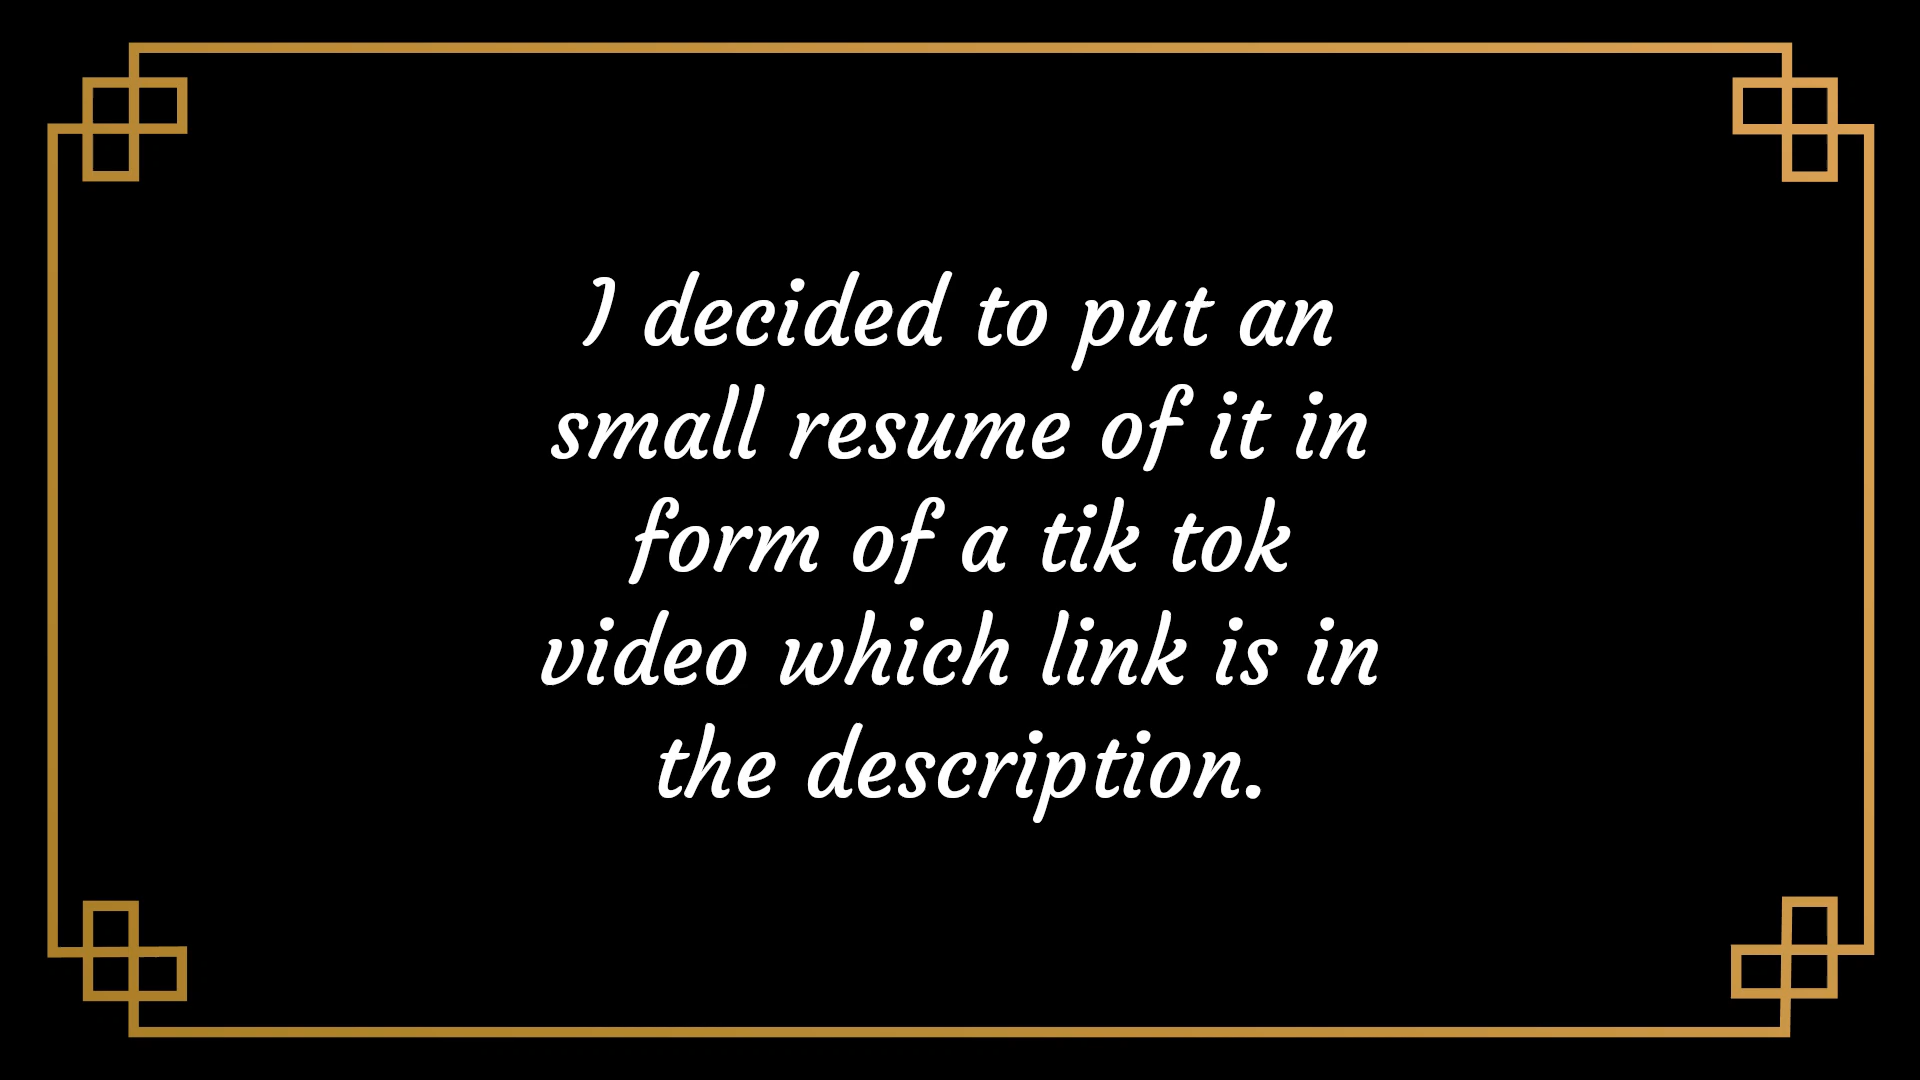 I decided to put an
small resume of it in
form of a tik tok
video which link is in
the description.